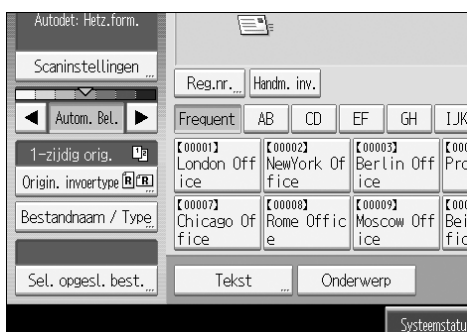 Autodet: Hetz.form.
Scaninstellingen
Reg.nr. Handm. inv.
Autom. Bel.
Frequent AB CD EF GH IJK
1-zijdig orig.
[00001] [00002] [00003]
London Off NewYork Of Berlin Off
ice fice ice
Origin. invoertype
[00007] [00008] [00009]
Bestandnaam / Type
Chicago Of Rome Offic Moscow Off
fice e ice
Sel. opgesl. best. Tekst Onderwerp